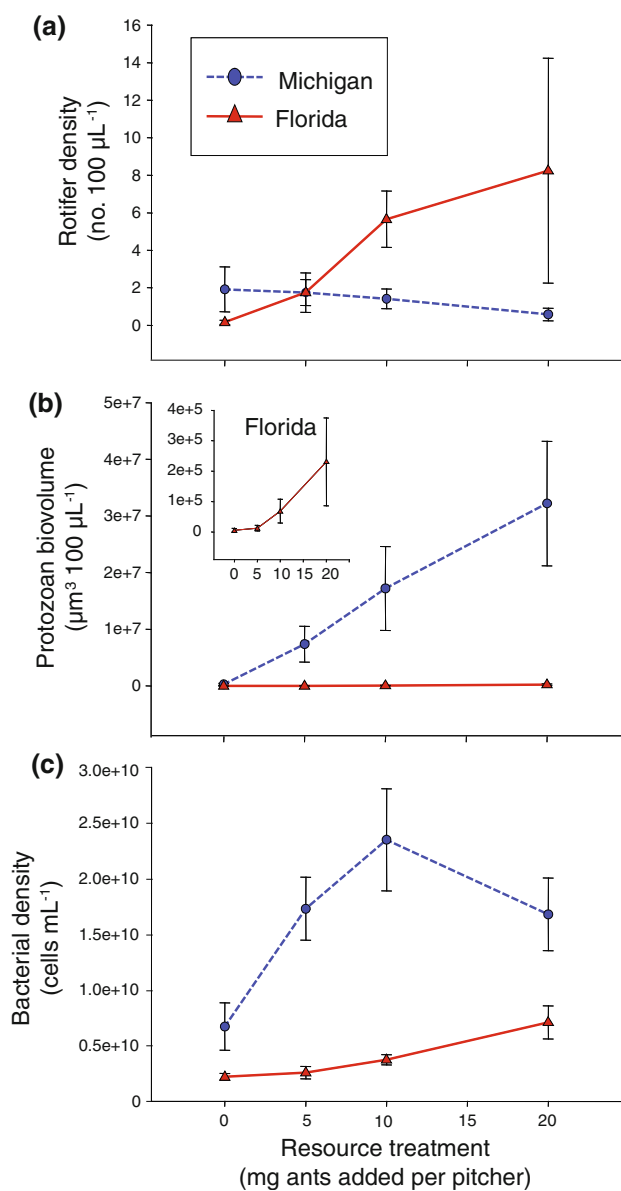 (a)
16
14
12
10
8
6
4
2
0
Rotifer density
(no. 100 µL-1)
Michigan
Florida
(b)
5e+7
4e+7
3e+7
2e+7
1e+7
0
Protozoan biovolume
(µm3 100 µL-1)
4e+5
3e+5
2e+5
1e+5
0
Florida
0 5 10 15 20
(c)
3.0e+10
2.5e+10
2.0e+10
1.5e+10
1.0e+10
0.5e+10
0
Bacterial density
(cells mL-1)
0 5 10 15 20
Resource treatment
(mg ants added per pitcher)